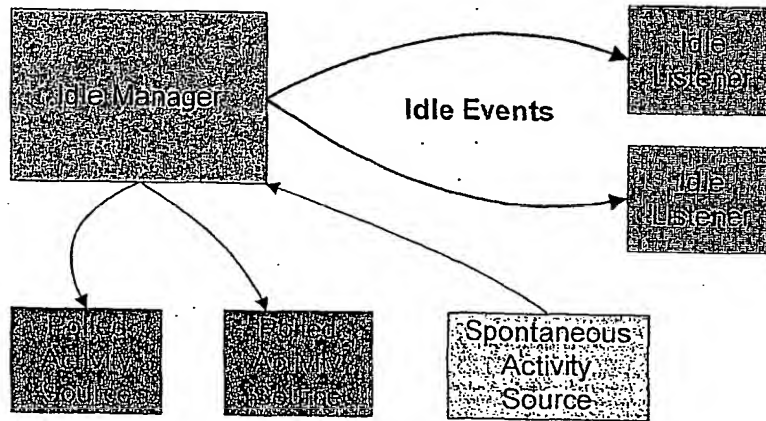 Idle
Listener
Idle Manager
Idle Events
Idle
Listener
Polled
Activity
Source
Polled
Activity
Source
Spontaneous
Activity
Source